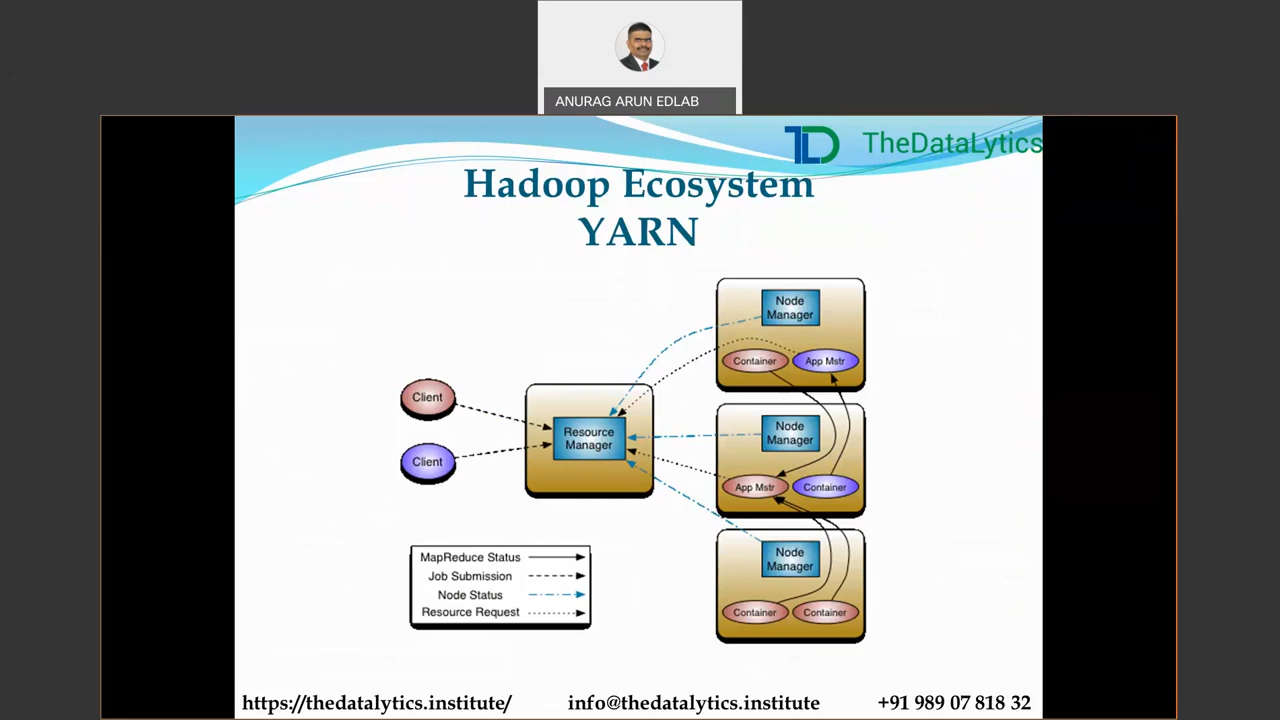 ANURAG ARUN EDLAB
TheDataLytics
Hadoop Ecosystem
YARN
Node
Manager
Container
App Mstr
Client
Client
Resource
Manager
Node
Manager
App Mstr
Container
Node
Manager
Container
Container
MapReduce Status
Job Submission
Node Status
Resource Request
https://thedatalytics.institute/
info@thedatalytics.institute
+91 989 07 818 32